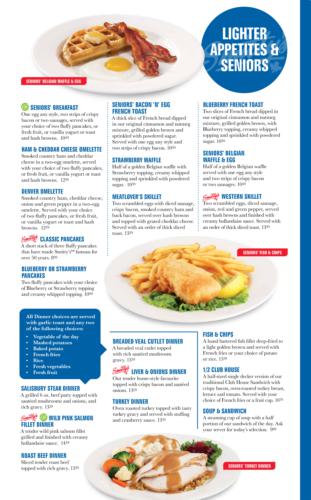 LIGHTER
APPETITES &
SENIORS
SENIORS' BELGIAN WAFFLE & EGG
SENIORS' BREAKFAST
One egg any style, two strips of crispy
bacon or two sausages, served with
your choice of two fluffy pancakes, or
fresh fruit, or vanilla yogurt or toast
and hash browns.
HAM & CHEDDAR CHEESE OMELETTE
Smoked country ham and cheddar
cheese in a two-egg omelette, served
with your choice of two fluffy pancakes,
or fresh fruit, or vanilla yogurt or toast
and hash browns.
DENVER OMELETTE
Smoked country ham, cheddar cheese,
onion and green pepper in a two-egg
omelette. Served with your choice
of two fluffy pancakes, or fresh fruit,
or vanilla yogurt or toast and hash
browns.
CLASSIC PANCAKES
A short stack of three fluffy pancakes
that have made Smitty's famous for
over 50 years.
BLUEBERRY OR STRAWBERRY
PANCAKES
Two fluffy pancakes with your choice
of Blueberry or Strawberry topping
and creamy whipped topping.
SENIORS' BACON 'N' EGG
FRENCH TOAST
A thick slice of French bread dipped
in our original cinnamon and nutmeg
mixture, grilled golden brown and
sprinkled with powdered sugar.
Served with one egg any style and
two strips of crispy bacon.
STRAWBERRY WAFFLE
Half of a golden Belgian waffle with
Strawberry topping, creamy whipped
topping and sprinkled with powdered
sugar.
MEATLOVER'S SKILLET
Two scrambled eggs with diced sausage,
crispy bacon, smoked country ham and
back bacon, served over hash browns
and topped with grated cheddar cheese.
Served with an order of thick sliced
toast.
BLUEBERRY FRENCH TOAST
Two slices of French bread dipped in
our original cinnamon and nutmeg
mixture, grilled golden brown, with
Blueberry topping, creamy whipped
topping and sprinkled with powdered
sugar.
SENIORS' BELGIAN
WAFFLE & EGG
Half of a golden Belgian waffle
served with one egg any style
and two strips of crispy bacon
or two sausages.
WESTERN SKILLET
Two scrambled eggs, diced sausage,
onion, red and green pepper, served
over hash browns and finished with
creamy hollandaise sauce. Served with
an order of thick sliced toast.
SENIORS' FISH & CHIPS
All Dinner choices are served
with garlic toast and any two
of the following choices:
• Vegetable of the day
• Mashed potatoes
• Baked potato
• French fries
• Rice
• Fresh vegetables
• Fresh fruit
SALISBURY STEAK DINNER
A grilled 6 oz. beef patty topped with
sautéed mushrooms and onions, and
rich gravy.
WILD PINK SALMON
FILLET DINNER
A tender wild pink salmon fillet
grilled and finished with creamy
hollandaise sauce.
ROAST BEEF DINNER
Sliced tender roast beef
topped with rich gravy.
BREADED VEAL CUTLET DINNER
A breaded veal cutlet topped
with rich sautéed mushroom
gravy.
LIVER & ONIONS DINNER
Our tender home-style favourite
topped with crispy bacon and sautéed
onions.
TURKEY DINNER
Oven roasted turkey topped with tasty
turkey gravy and served with stuffing
and cranberry sauce.
FISH & CHIPS
A hand battered fish fillet deep-fried to
a light golden brown and served with
French fries or your choice of potato
or rice.
1/2 CLUB HOUSE
A half-sized single decker version of our
traditional Club House Sandwich with
crispy bacon, oven-roasted turkey breast,
lettuce and tomato. Served with your
choice of French fries or a fruit cup.
SOUP & SANDWICH
A steaming cup of soup with a half
portion of our sandwich of the day. Ask
your server for today's selection.
SENIORS' TURKEY DINNER